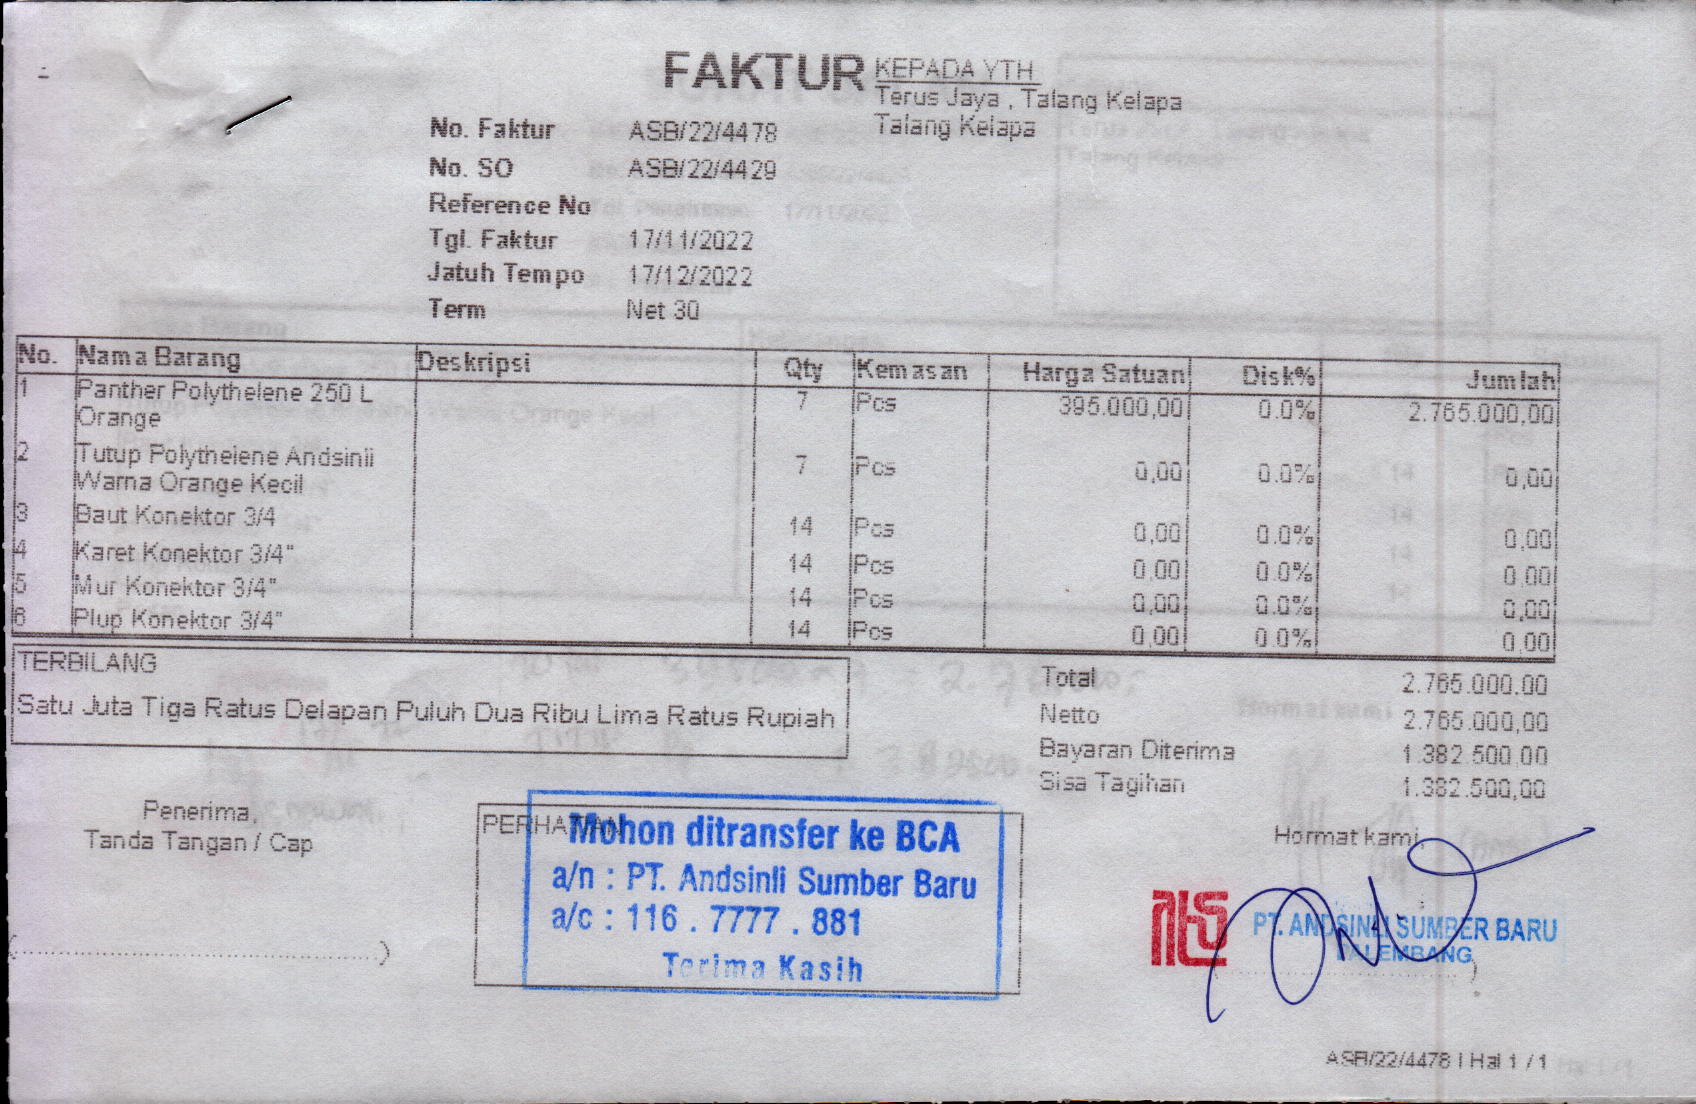 FAKTUR
KEPADA YTH
Terus Jaya , Talang Kelapa
Talang Kelapa
No. Faktur ASB/22/4478
No. SO ASB/22/4429
Reference No
Tgl. Faktur 17/11/2022
Jatuh Tempo 17/12/2022
Term Net 30
No. Nama Barang Deskripsi Qty Kemasan Harga Satuan Disk% Jumlah
1 Panther Polythelene 250 L 7 Pcs 395.000,00 0.0% 2.765.000,00
Orange
2 Tutup Polythelene Andsinli 7 Pcs 0,00 0.0% 0,00
Warna Orange Kecil
3 Baut Konektor 3/4 14 Pcs 0,00 0.0% 0,00
4 Karet Konektor 3/4" 14 Pcs 0,00 0.0% 0,00
5 Mur Konektor 3/4" 14 Pcs 0,00 0.0% 0,00
6 Plup Konektor 3/4" 14 Pcs 0,00 0.0% 0,00
TERBILANG
Satu Juta Tiga Ratus Delapan Puluh Dua Ribu Lima Ratus Rupiah
Total 2.765.000,00
Netto 2.765.000,00
Bayaran Diterima 1.382.500,00
Sisa Tagihan 1.382.500,00
Penerima,
Tanda Tangan / Cap
(.......................................................)
PERHATIAN
Mohon ditransfer ke BCA
a/n : PT. Andsinli Sumber Baru
a/c : 116 . 7777 . 881
Terima Kasih
Hormat kami,
PT. ANDSINLI SUMBER BARU
PALEMBANG
ASB/22/4478 | Hal 1 / 1